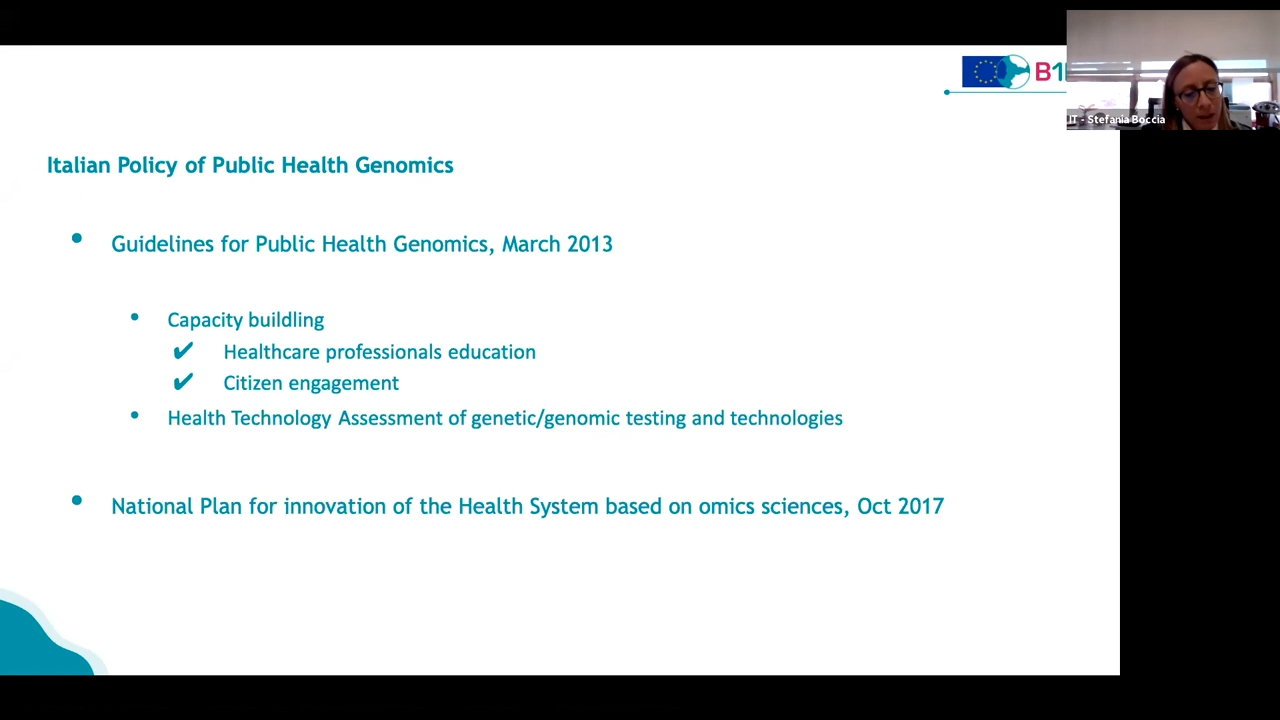 B1
IT - Stefania Boccia
Italian Policy of Public Health Genomics
• Guidelines for Public Health Genomics, March 2013
• Capacity buildling
✔ Healthcare professionals education
✔ Citizen engagement
• Health Technology Assessment of genetic/genomic testing and technologies
• National Plan for innovation of the Health System based on omics sciences, Oct 2017